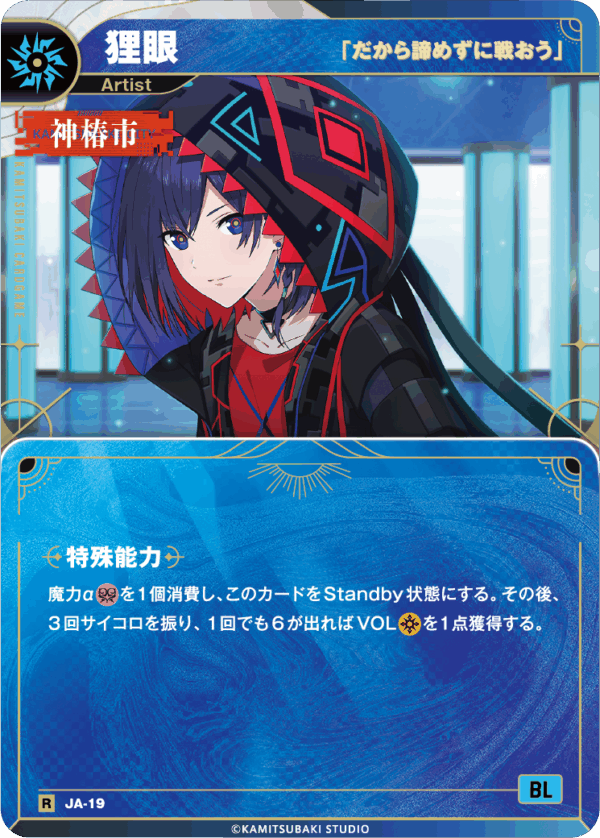 狸眼
「だから諦めずに戦おう」
Artist
神椿市
特殊能力
魔力αを1個消費し、このカードをStandby状態にする。その後、
3回サイコロを振り、1回でも6が出ればVOLを1点獲得する。
BL
R JA-19
©KAMITSUBAKI STUDIO